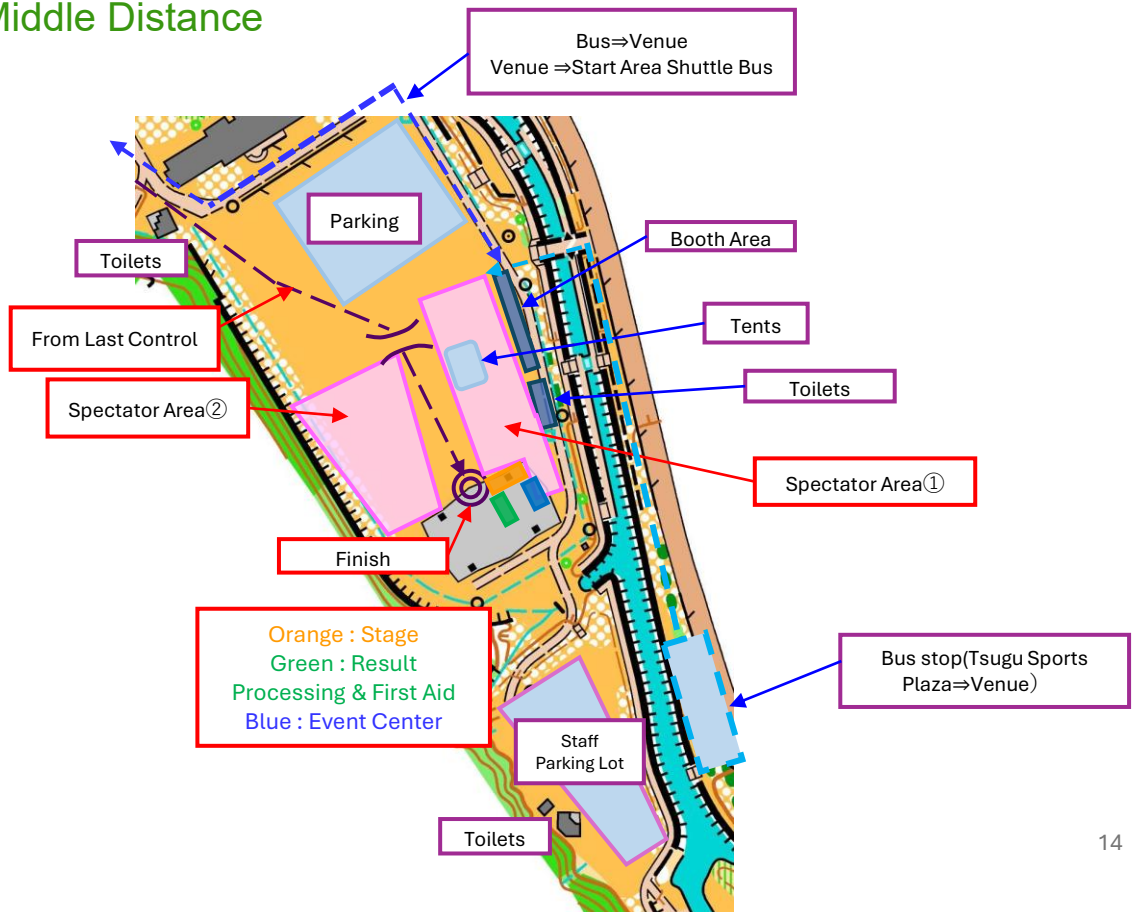 Middle Distance
Bus⇒Venue
Venue ⇒Start Area Shuttle Bus
Parking
Booth Area
Toilets
From Last Control
Tents
Toilets
Spectator Area②
Spectator Area①
Finish
Orange : Stage
Green : Result
Processing & First Aid
Blue : Event Center
Bus stop(Tsugu Sports
Plaza⇒Venue）
Staff
Parking Lot
Toilets
14